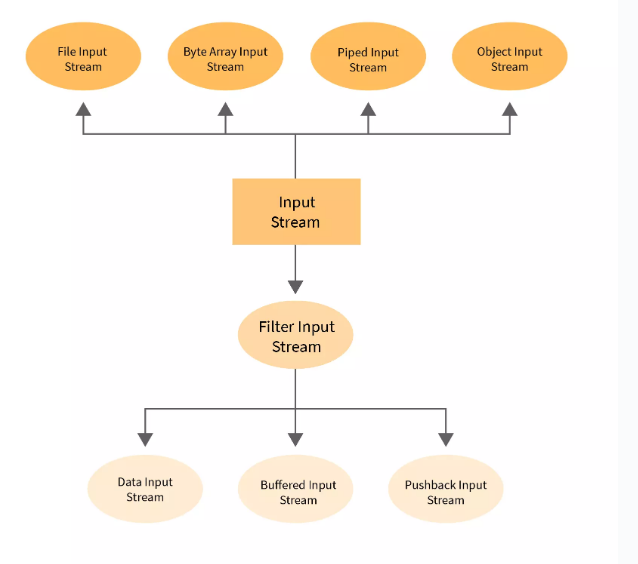 File Input
Stream
Byte Array Input
Stream
Piped Input
Stream
Object Input
Stream
Input
Stream
Filter Input
Stream
Data Input
Stream
Buffered Input
Stream
Pushback Input
Stream